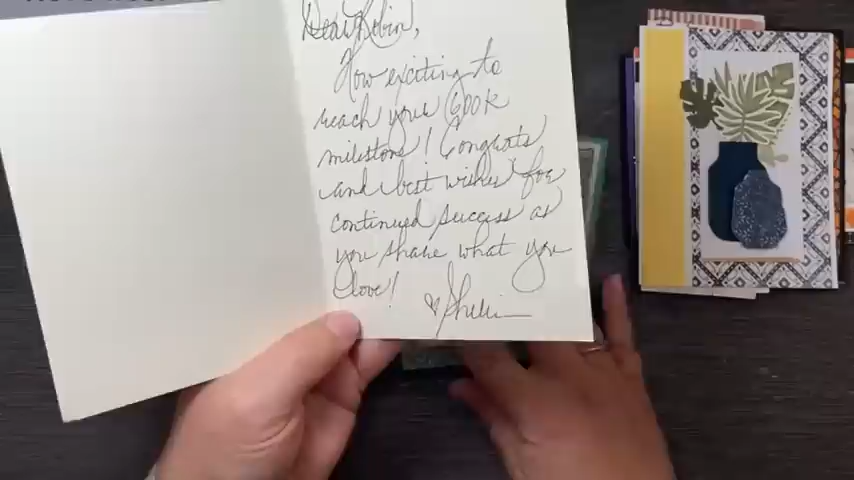 Dear Robin,
How exciting to
reach your 600K
milestone! Congrats
and best wishes for
continued success as
you share what you
love!